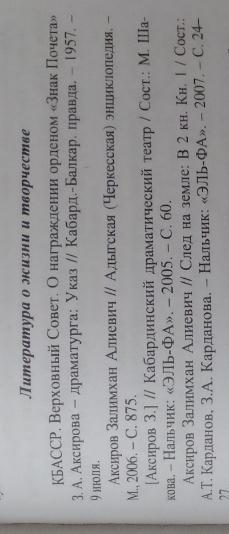 Литература о жизни и творчестве
КБАССР. Верховный Совет. О награждении орденом «Знак Почета»
З. А. Аксирова – драматурга: Указ // Кабард.-Балкар. правда. – 1957. –
9 июля.
Аксиров Залимхан Алиевич // Адыгская (Черкесская) энциклопедия. –
М., 2006. – С. 875.
[Аксиров З.] // Кабардинский драматический театр / Сост.: М. Ша-
кова. – Нальчик: «ЭЛЬ-ФА». – 2005. – С. 60.
Аксиров Залимхан Алиевич // След на земле: В 2 кн. Кн. 1 / Сост.:
А.Т. Карданов, З.А. Карданова. – Нальчик: «ЭЛЬ-ФА». – 2007. – С. 24–
27